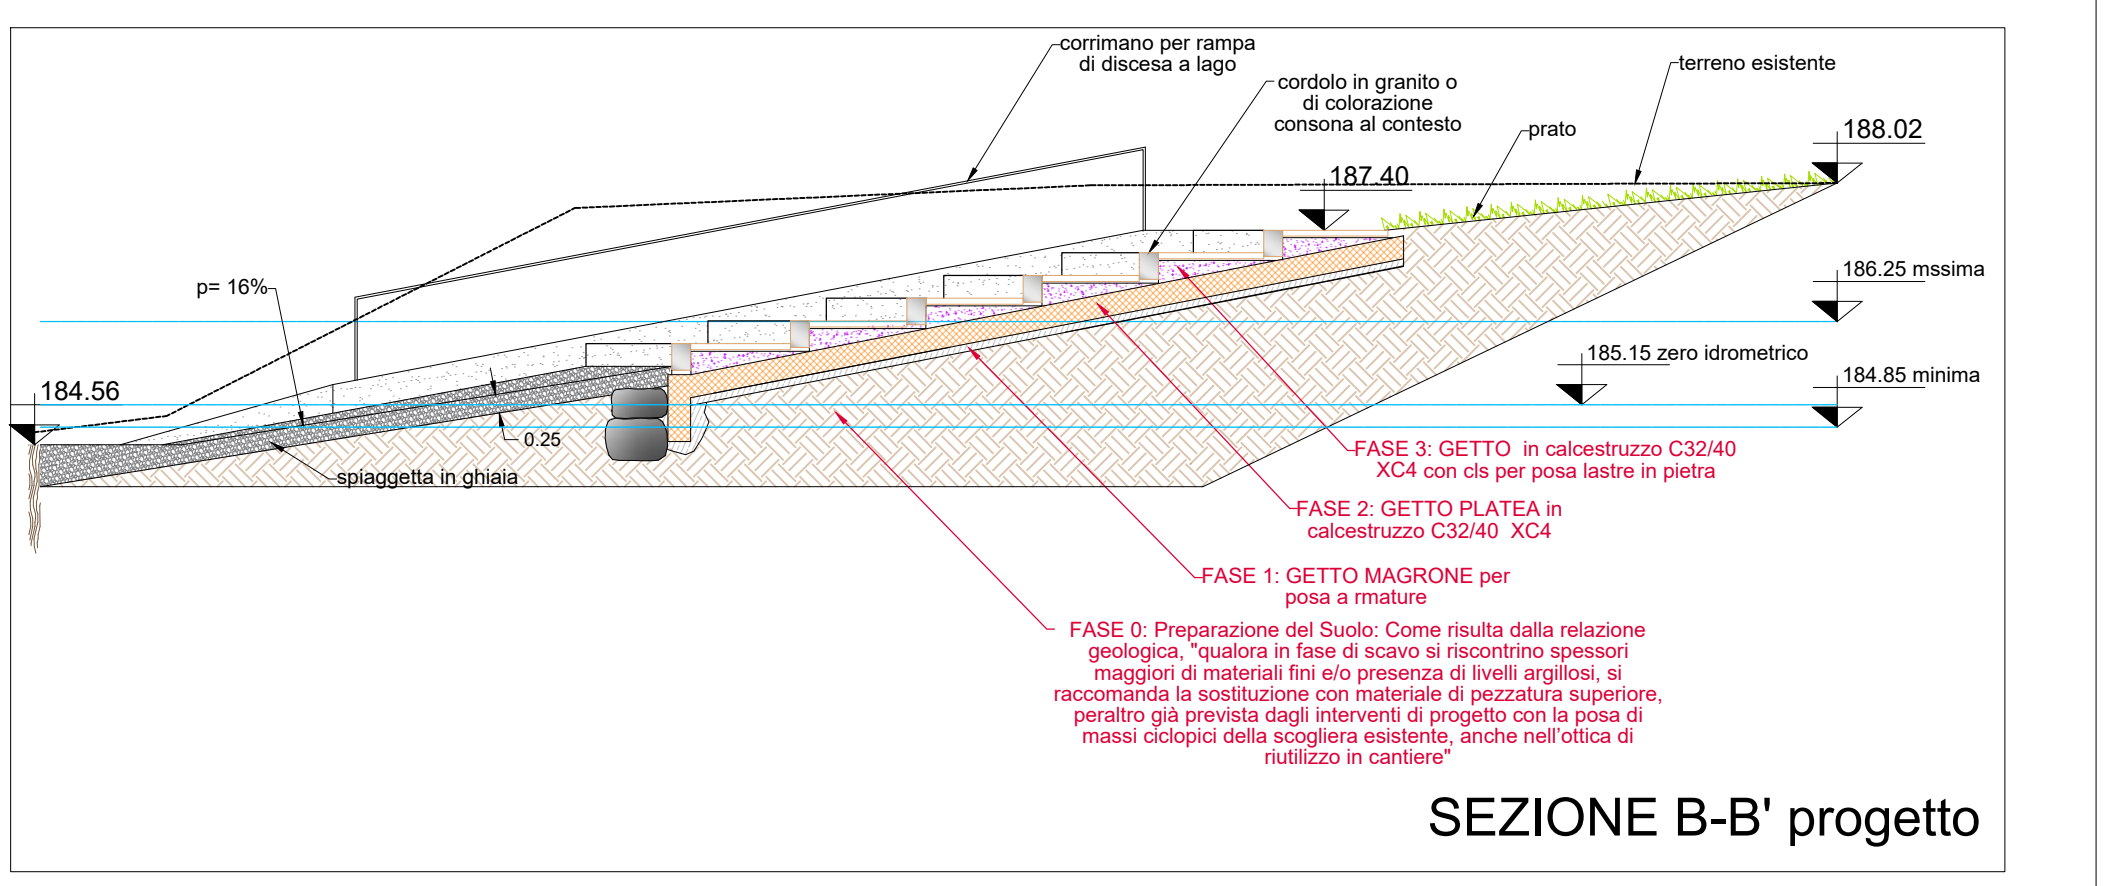 corrimano per rampa
di discesa a lago
cordolo in granito o
di colorazione
consona al contesto
terreno esistente
prato
188.02
187.40
p= 16%
186.25 mssima
185.15 zero idrometrico
184.85 minima
184.56
0.25
spiaggetta in ghiaia
FASE 3: GETTO  in calcestruzzo C32/40
XC4 con cls per posa lastre in pietra
FASE 2: GETTO PLATEA in
calcestruzzo C32/40  XC4
FASE 1: GETTO MAGRONE per
posa a rmature
FASE 0: Preparazione del Suolo: Come risulta dalla relazione
geologica, "qualora in fase di scavo si riscontrino spessori
maggiori di materiali fini e/o presenza di livelli argillosi, si
raccomanda la sostituzione con materiale di pezzatura superiore,
peraltro già prevista dagli interventi di progetto con la posa di
massi ciclopici della scogliera esistente, anche nell'ottica di
riutilizzo in cantiere"
SEZIONE B-B' progetto